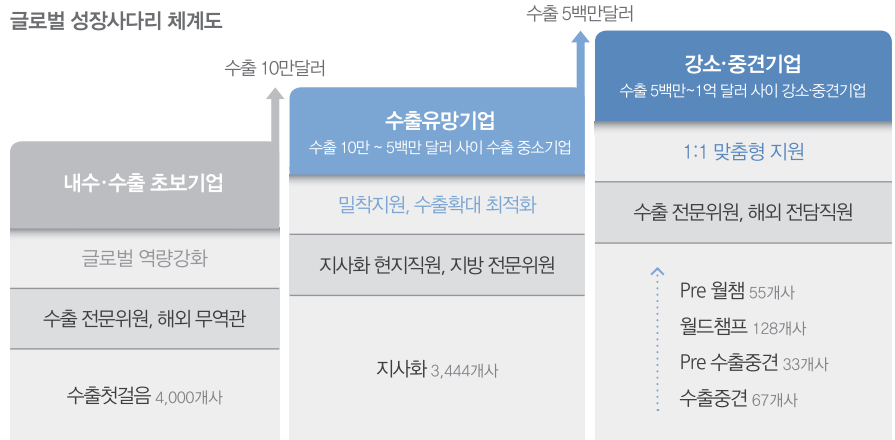 글로벌 성장사다리 체계도
수출 10만달러
수출 5백만달러
내수·수출 초보기업
글로벌 역량강화
수출 전문위원, 해외 무역관
수출첫걸음 4,000개사
수출유망기업
수출 10만 ~ 5백만 달러 사이 수출 중소기업
밀착지원, 수출확대 최적화
지사화 현지직원, 지방 전문위원
지사화 3,444개사
강소·중견기업
수출 5백만~1억 달러 사이 강소·중견기업
1:1 맞춤형 지원
수출 전문위원, 해외 전담직원
Pre 월챔 55개사
월드챔프 128개사
Pre 수출중견 33개사
수출중견 67개사